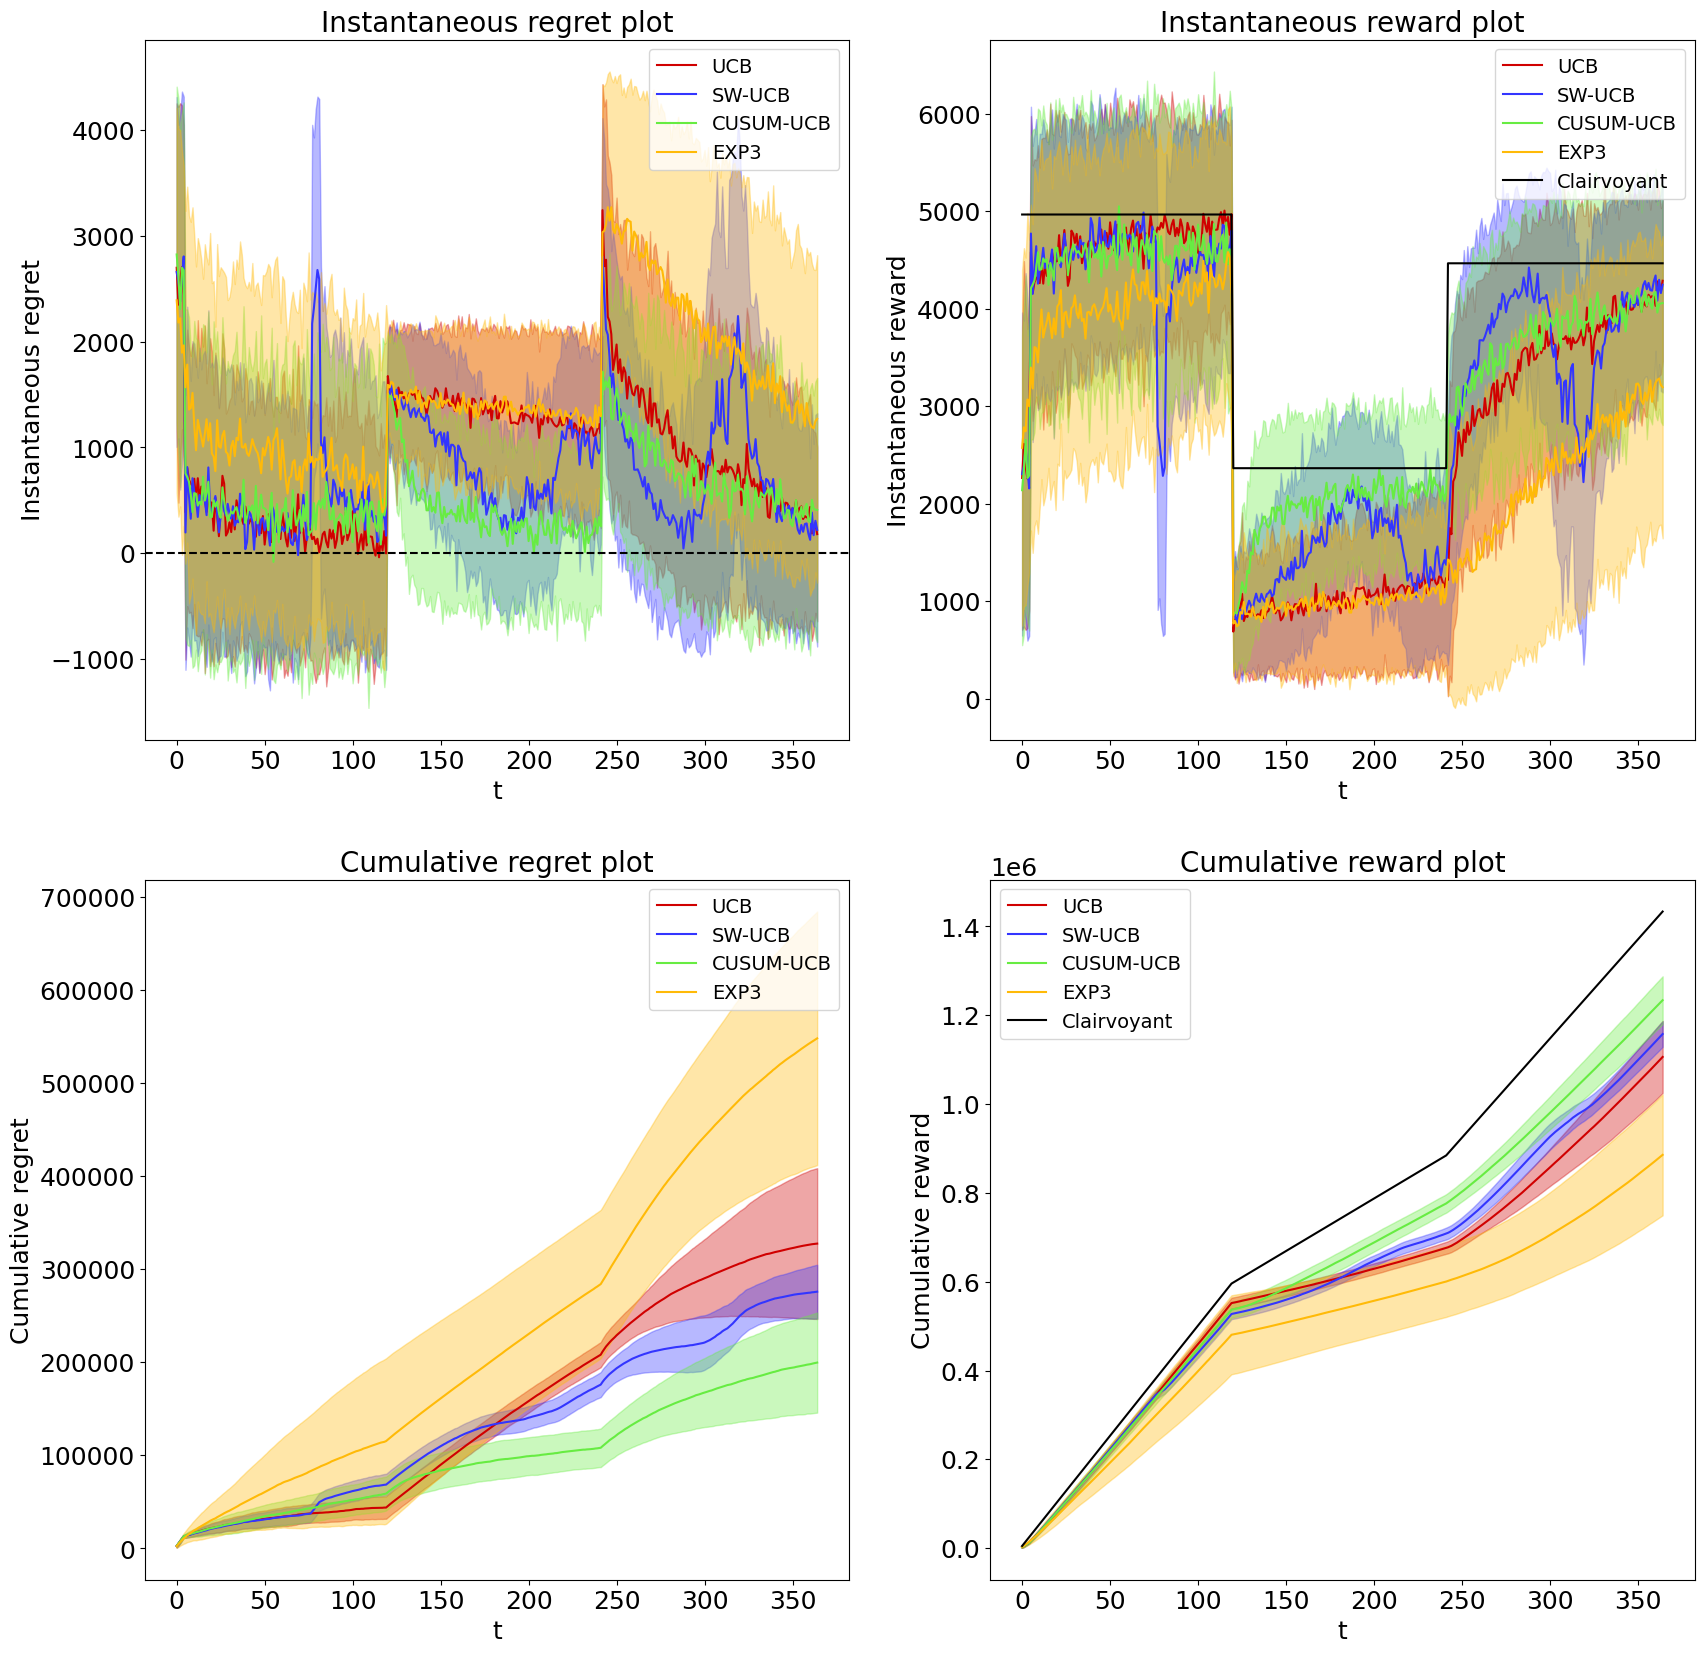 Instantaneous regret plot
UCB
SW-UCB
CUSUM-UCB
EXP3
Instantaneous regret
4000
3000
2000
1000
0
−1000
0 50 100 150 200 250 300 350
t
Instantaneous reward plot
UCB
SW-UCB
CUSUM-UCB
EXP3
Clairvoyant
Instantaneous reward
6000
5000
4000
3000
2000
1000
0
0 50 100 150 200 250 300 350
t
Cumulative regret plot
UCB
SW-UCB
CUSUM-UCB
EXP3
Cumulative regret
700000
600000
500000
400000
300000
200000
100000
0
0 50 100 150 200 250 300 350
t
Cumulative reward plot
1e6
UCB
SW-UCB
CUSUM-UCB
EXP3
Clairvoyant
Cumulative reward
1.4
1.2
1.0
0.8
0.6
0.4
0.2
0.0
0 50 100 150 200 250 300 350
t